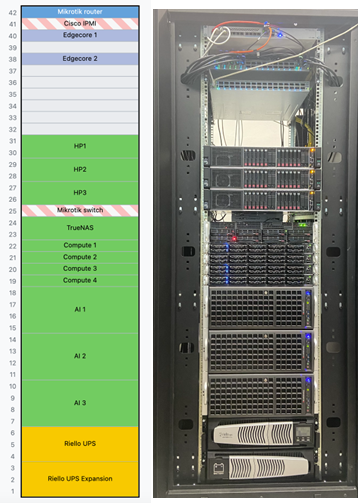 42 Mikrotik router
41 Cisco IPMI
40 Edgecore 1
39
38 Edgecore 2
37
36
35
34
33
32
31
HP1
30
29
HP2
28
27
HP3
26
25 Mikrotik switch
24
TrueNAS
23
22 Compute 1
21 Compute 2
20 Compute 3
19 Compute 4
18
17
AI 1
16
15
14
13
AI 2
12
11
10
9
AI 3
8
7
6
5
Riello UPS
4
3
2
Riello UPS Expansion
1